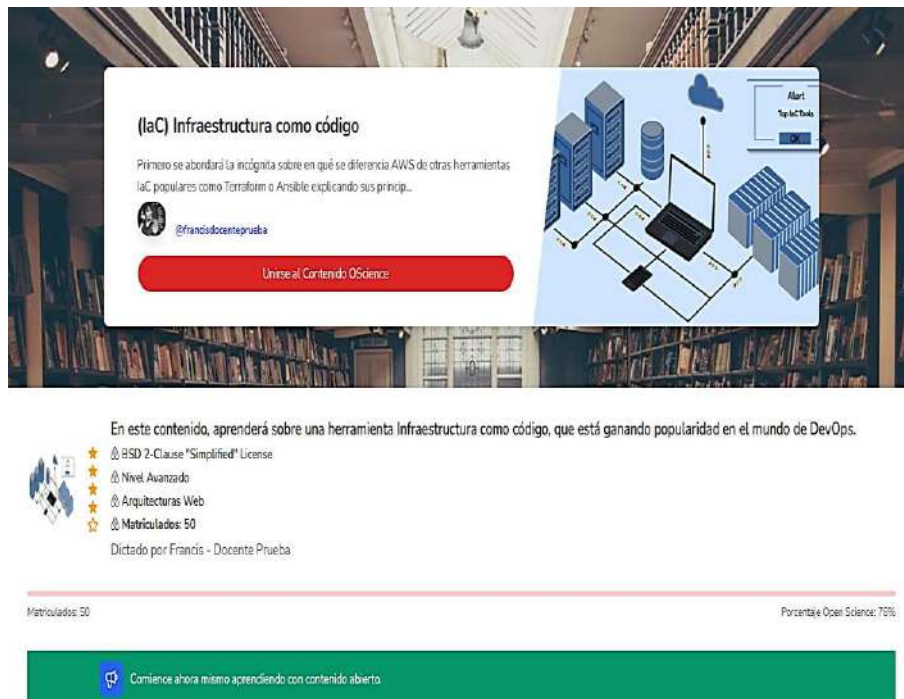 (IaC) Infraestructura como código
Primero se abordará la incógnita sobre en qué se diferencia AWS de otras herramientas
IaC populares como Terraform o Ansible explicando sus princip...
@francisdocenteprueba
Unirse al Contenido OScience
Top IaC Tools
En este contenido, aprenderá sobre una herramienta Infraestructura como código, que está ganando popularidad en el mundo de DevOps.
BSD 2-Clause "Simplified" License
Nivel Avanzado
Arquitecturas Web
Matriculados: 50
Dictado por Francis - Docente Prueba
Matriculados: 50
Porcentaje Open Science: 76%
Comience ahora mismo aprendiendo con contenido abierto.